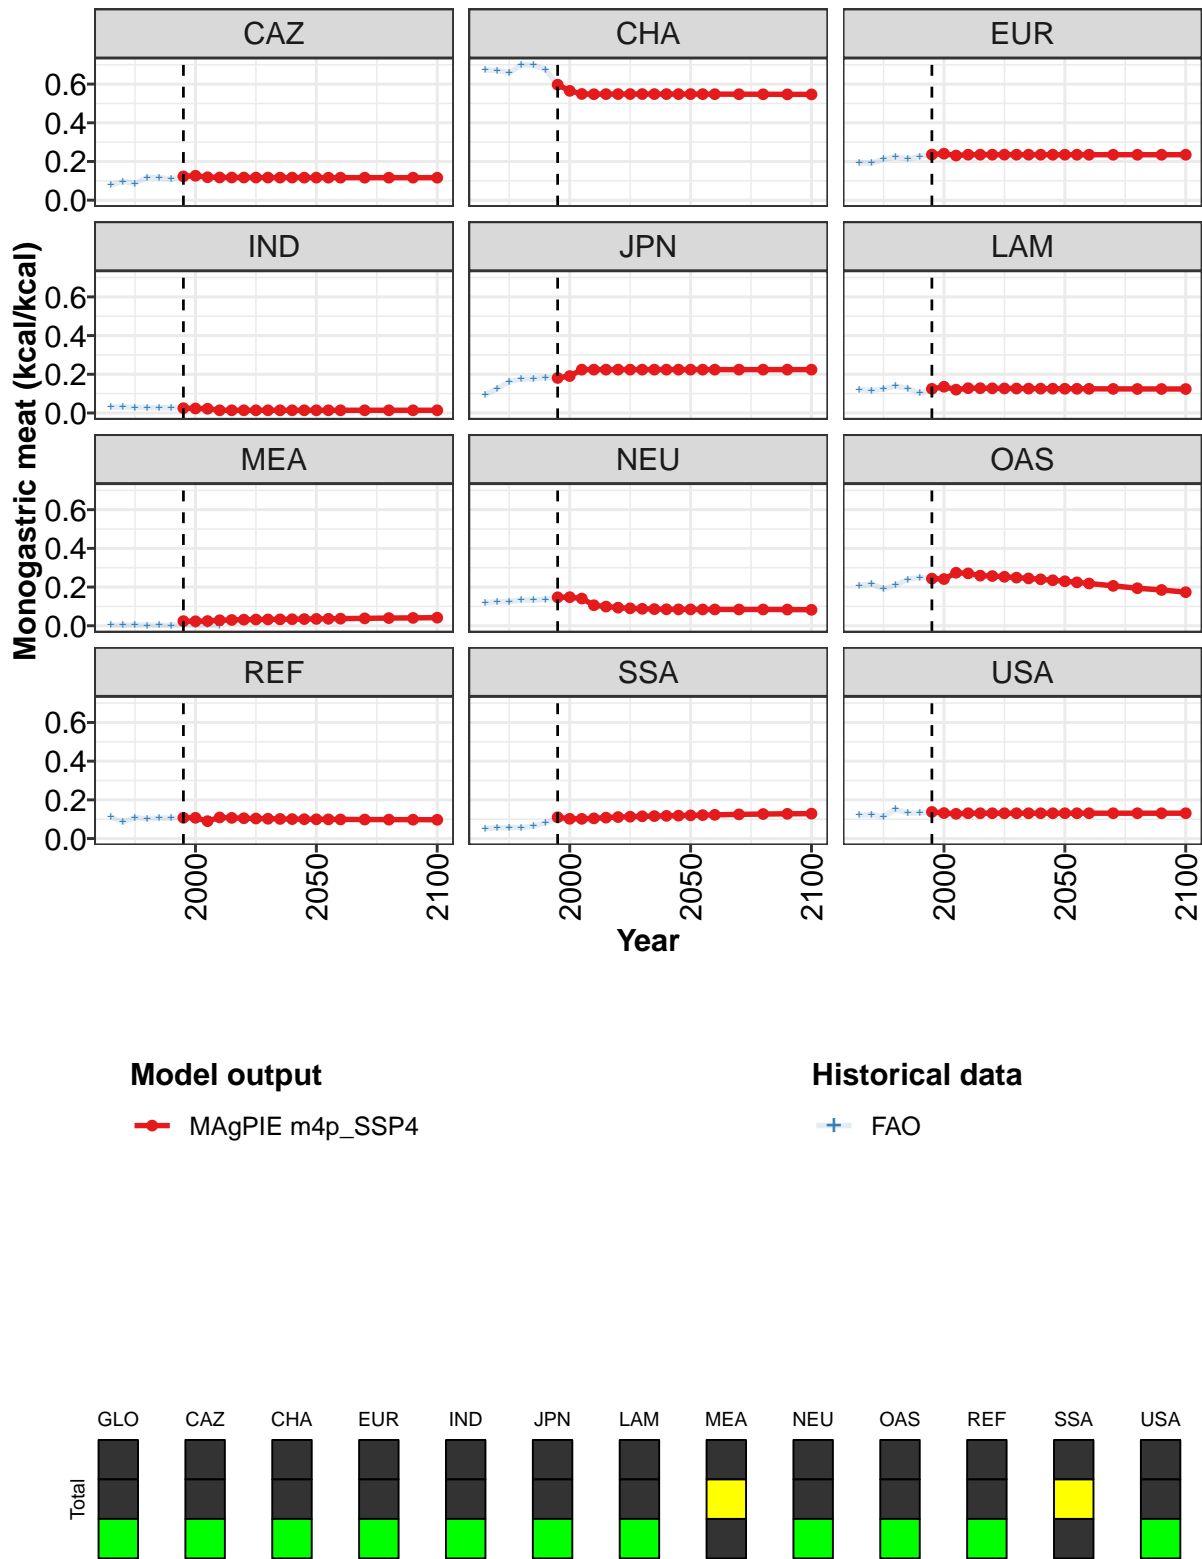 CAZ CHA EUR
0.6
0.4
0.2
0.0
IND JPN LAM
0.6
0.4
0.2
0.0
MEA NEU OAS
0.6
0.4
0.2
0.0
REF SSA USA
0.6
0.4
0.2
0.0
Monogastric meat (kcal/kcal)
2000 2050 2100 2000 2050 2100 2000 2050 2100
Year
Model output
MAgPIE m4p_SSP4
Historical data
FAO
GLO CAZ CHA EUR IND JPN LAM MEA NEU OAS REF SSA USA
Total